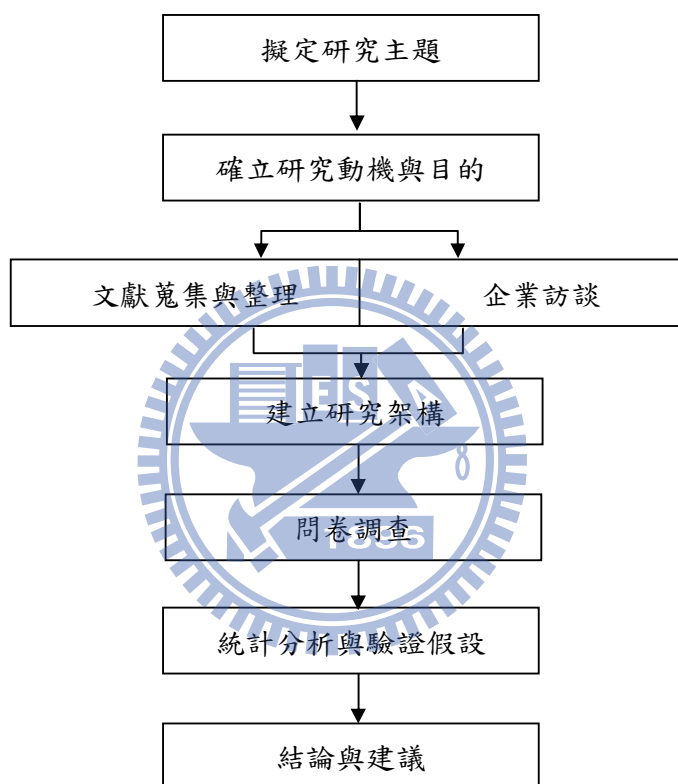 擬定研究主題
確立研究動機與目的
文獻蒐集與整理
企業訪談
建立研究架構
ES
問卷調查
1896
統計分析與驗證假設
結論與建議